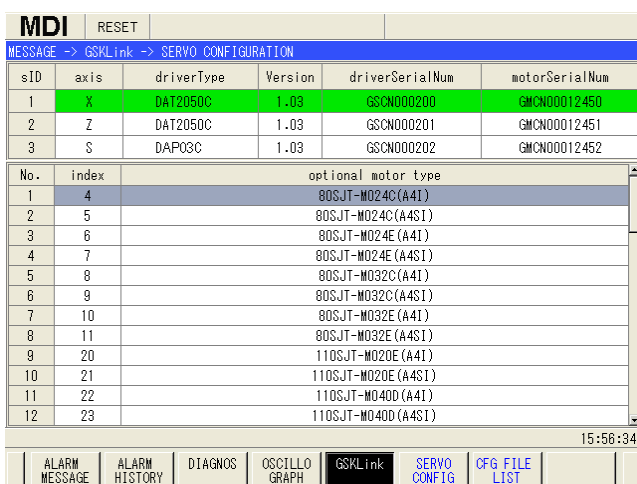 MDI RESET
MESSAGE -> GSKLink -> SERVO CONFIGURATION
sID axis driverType Version driverSerialNum motorSerialNum
1 X DAT2050C 1.03 GSCN000200 GMCN00012450
2 Z DAT2050C 1.03 GSCN000201 GMCN00012451
3 S DAP03C 1.03 GSCN000202 GMCN00012452
No. index optional motor type
1 4 80SJT-M024C(A4I)
2 5 80SJT-M024C(A4SI)
3 6 80SJT-M024E(A4I)
4 7 80SJT-M024E(A4SI)
5 8 80SJT-M032C(A4I)
6 9 80SJT-M032C(A4SI)
7 10 80SJT-M032E(A4I)
8 11 80SJT-M032E(A4SI)
9 20 110SJT-M020E(A4I)
10 21 110SJT-M020E(A4SI)
11 22 110SJT-M040D(A4I)
12 23 110SJT-M040D(A4SI)
15:56:34
ALARM ALARM DIAGNOS OSCILLO GSKLink SERVO CFG FILE
MESSAGE HISTORY GRAPH CONFIG LIST